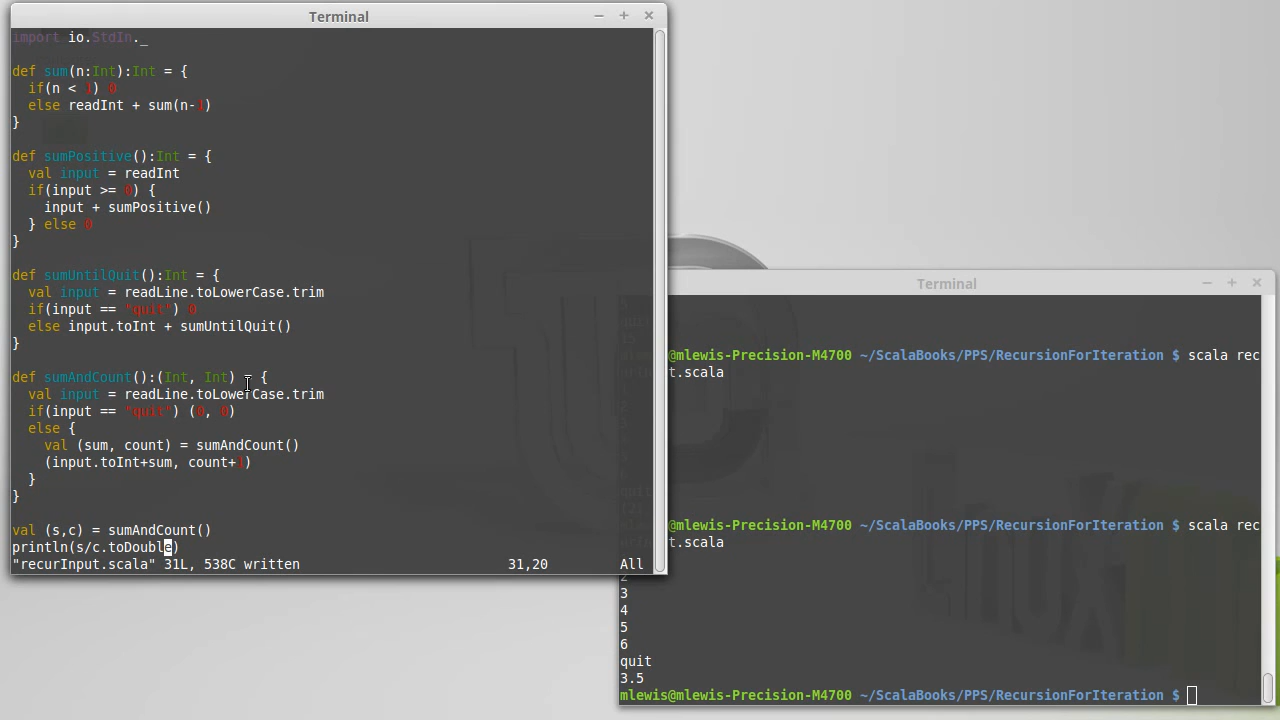 Terminal
import io.StdIn._
def sum(n:Int):Int = {
if(n < 1) 0
else readInt + sum(n-1)
}
def sumPositive():Int = {
val input = readInt
if(input >= 0) {
input + sumPositive()
} else 0
}
def sumUntilQuit():Int = {
val input = readLine.toLowerCase.trim
if(input == "quit") 0
else input.toInt + sumUntilQuit()
}
def sumAndCount():(Int, Int) = {
val input = readLine.toLowerCase.trim
if(input == "quit") (0, 0)
else {
val (sum, count) = sumAndCount()
(input.toInt+sum, count+1)
}
}
val (s,c) = sumAndCount()
println(s/c.toDouble)
"recurInput.scala" 31L, 538C written 31,20 All
Terminal
@mlewis-Precision-M4700 ~/ScalaBooks/PPS/RecursionForIteration $ scala rec
t.scala
@mlewis-Precision-M4700 ~/ScalaBooks/PPS/RecursionForIteration $ scala rec
t.scala
2
3
4
5
6
quit
3.5
mlewis@mlewis-Precision-M4700 ~/ScalaBooks/PPS/RecursionForIteration $